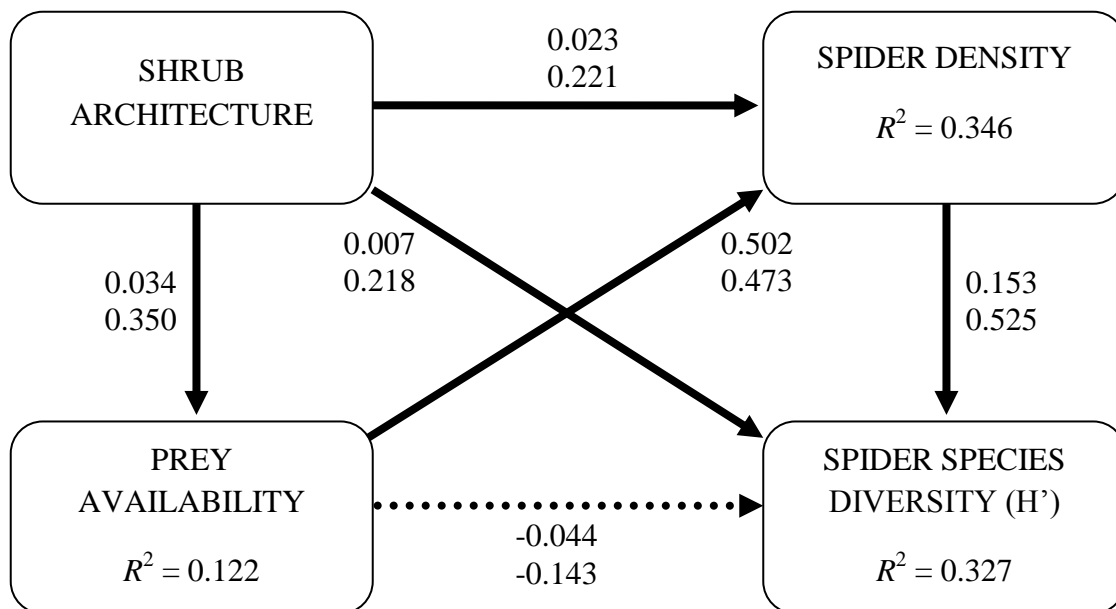 SHRUB
ARCHITECTURE
0.023
0.221
SPIDER DENSITY
R² = 0.346
0.034
0.350
0.007
0.218
0.502
0.473
0.153
0.525
PREY
AVAILABILITY
R² = 0.122
-0.044
-0.143
SPIDER SPECIES
DIVERSITY (H’)
R² = 0.327